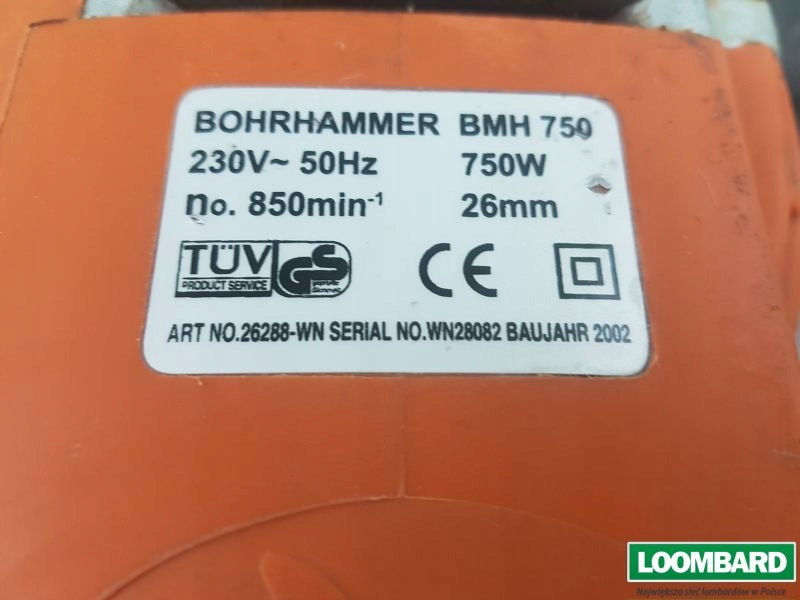 BOHRHAMMER BMH 750
230V~ 50Hz 750W
no. 850min⁻¹ 26mm
TÜV
PRODUCT SERVICE
GS
CE
ART NO.26288-WN SERIAL NO.WN28082 BAUJAHR 2002
LOOMBARD
Największa sieć lombardów w Polsce